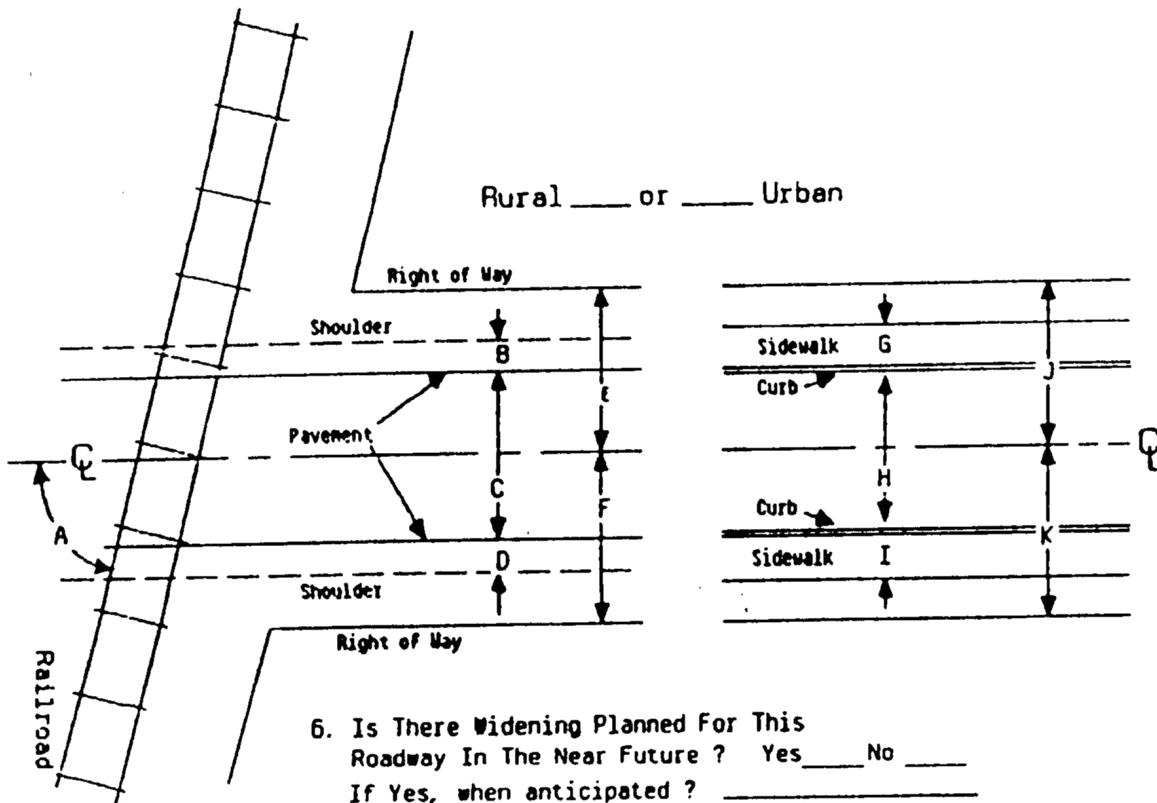 Rural ____ or ____ Urban
Right of Way
Shoulder
B
E
Sidewalk G
J
Curb
Pavement
℄
C
F
H
℄
Curb
A
K
D
Sidewalk I
Shoulder
Right of Way
Railroad
6. Is There Widening Planned For This
Roadway In The Near Future ? Yes____ No ____
If Yes, when anticipated ? ____________________